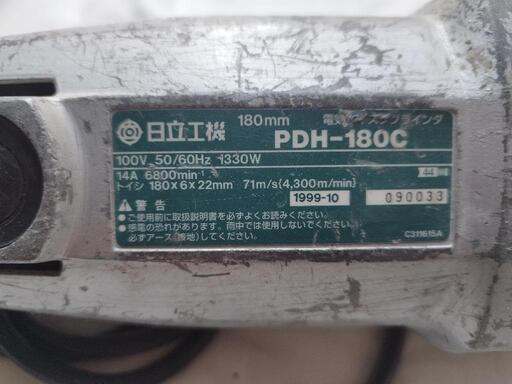 日立工機 180mm 電気ディスクグラインダ
PDH-180C
100V 50/60Hz 1330W
14A 6800min⁻¹
トイシ 180×6×22mm 71m/s(4,300m/min)
44
警告
1999-10
090033
●ご使用前に取扱説明書を必ずよくお読みください。
●感電の恐れがあります。雨中では使用しないでください。
必ずアース(接地)してください。
C311615A